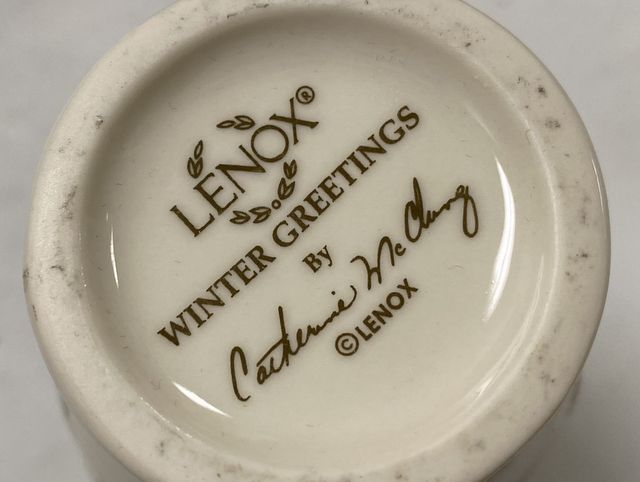 LENOX®
WINTER GREETINGS
By
Catherine McClung
©LENOX